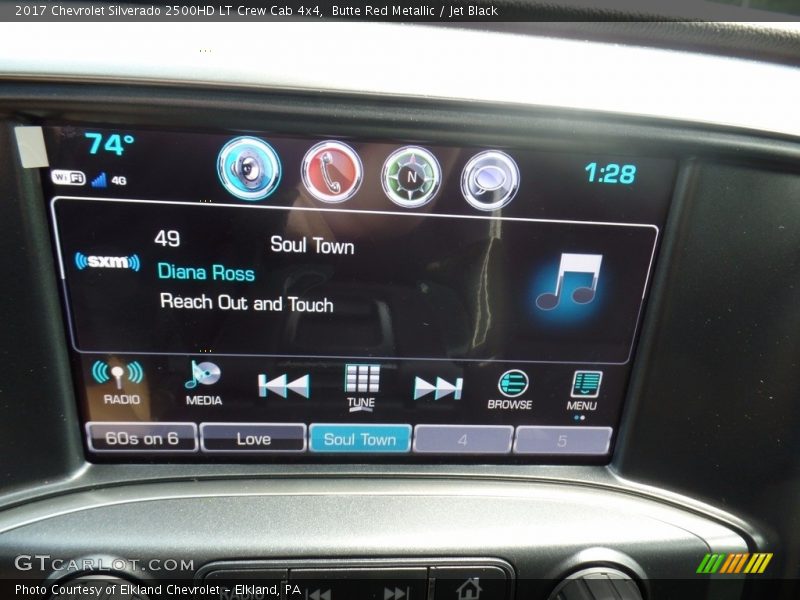 2017 Chevrolet Silverado 2500HD LT Crew Cab 4x4, Butte Red Metallic / Jet Black
74°
1:28
WiFi 4G
N
49 Soul Town
sxm
Diana Ross
Reach Out and Touch
RADIO MEDIA TUNE BROWSE MENU
60s on 6 Love Soul Town 4 5
GTCARLOT.COM
Photo Courtesy of Elkland Chevrolet - Elkland, PA